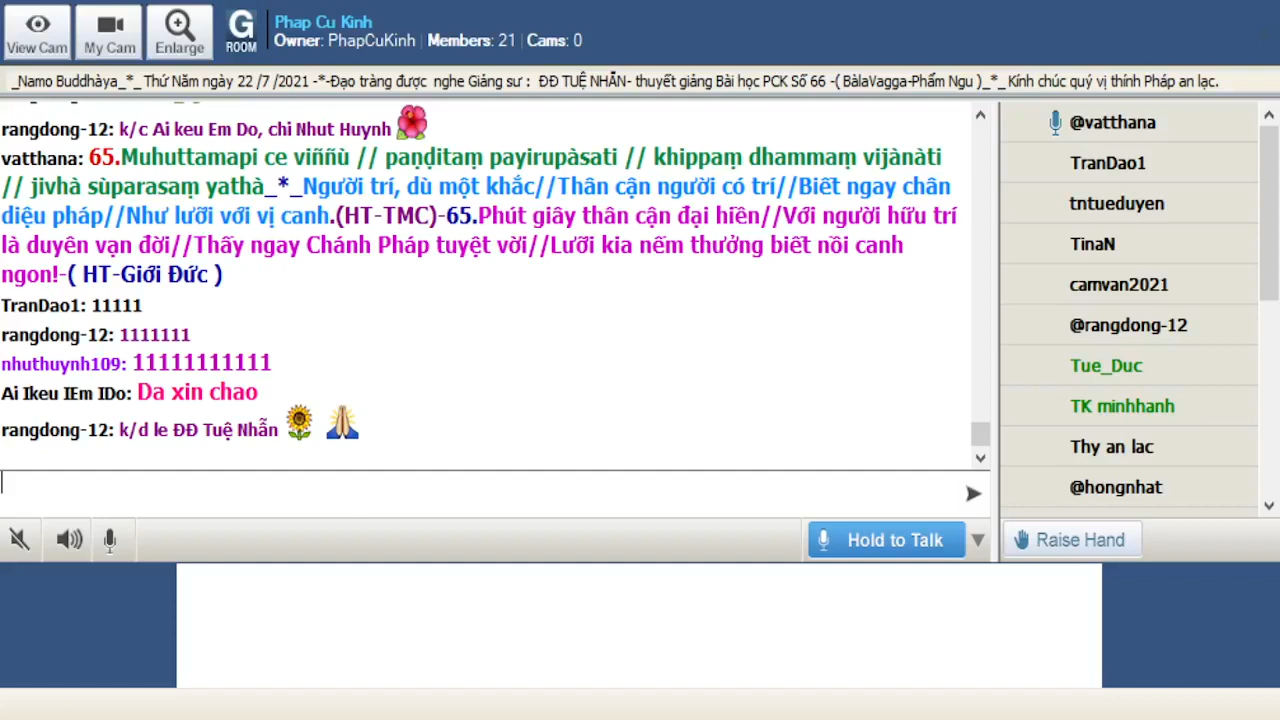 View Cam
My Cam
Enlarge
G
ROOM
Phap Cu Kinh
Owner: PhapCuKinh | Members: 21 | Cams: 0
_Namo Buddhàya_*_ Thứ Năm ngày 22 /7 /2021 -*-Đạo tràng được nghe Giảng sư : ĐĐ TUỆ NHẪN- thuyết giảng Bài học PCK Số 66 -( BàlaVagga-Phẩm Ngu )_*_ Kính chúc quý vị thính Pháp an lạc.
rangdong-12: k/c Ai keu Em Do, chi Nhut Huynh
vatthana: 65.Muhuttamapi ce viññù // paṇḍitaṃ payirupàsati // khippaṃ dhammaṃ vijànàti
// jivhà sùparasaṃ yathà_*_Người trí, dù một khắc//Thân cận người có trí//Biết ngay chân
diệu pháp//Như lưỡi với vị canh.(HT-TMC)-65.Phút giây thân cận đại hiền//Với người hữu trí
là duyên vạn đời//Thấy ngay Chánh Pháp tuyệt vời//Lưỡi kia nếm thưởng biết nồi canh
ngon!-( HT-Giới Đức )
TranDao1: 11111
rangdong-12: 1111111
nhuthuynh109: 11111111111
Ai Ikeu IEm IDo: Da xin chao
rangdong-12: k/d le ĐĐ Tuệ Nhẫn
@vatthana
TranDao1
tntueduyen
TinaN
camvan2021
@rangdong-12
Tue_Duc
TK minhhanh
Thy an lac
@hongnhat
Hold to Talk
Raise Hand